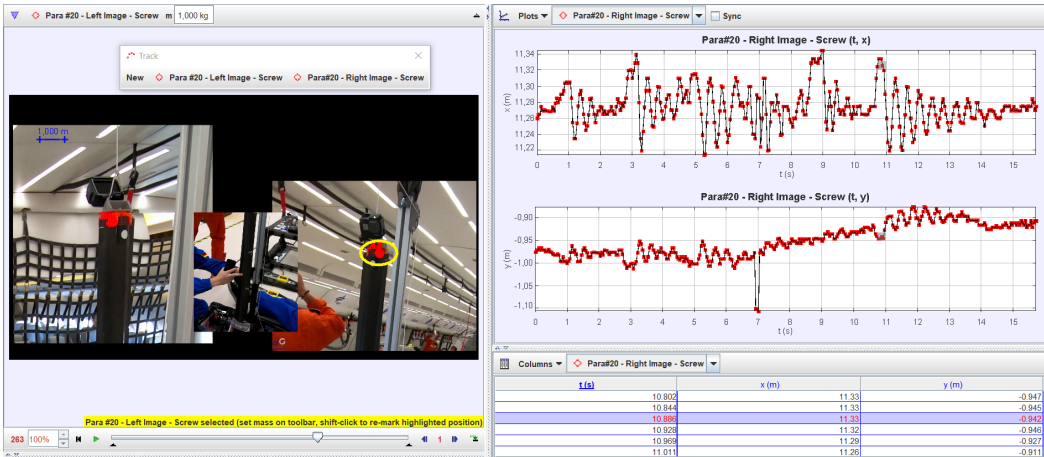 Para #20 - Left Image - Screw m 1,000 kg
Track
New Para #20 - Left Image - Screw Para#20 - Right Image - Screw
1,000 m
G
Para #20 - Left Image - Screw selected (set mass on toolbar, shift-click to re-mark highlighted position)
263 100% 1
Plots Para#20 - Right Image - Screw Sync
Para#20 - Right Image - Screw (t, x)
11,34
11,32
11,30
11,28
11,26
11,24
11,22
x (m)
0 1 2 3 4 5 6 7 8 9 10 11 12 13 14 15
t (s)
Para#20 - Right Image - Screw (t, y)
-0,90
-0,95
-1,00
-1,05
-1,10
y (m)
0 1 2 3 4 5 6 7 8 9 10 11 12 13 14 15
t (s)
Columns Para#20 - Right Image - Screw
t (s) x (m) y (m)
10.802 11.33 -0.947
10.844 11.33 -0.945
10.886 11.33 -0.942
10.928 11.32 -0.946
10.969 11.29 -0.927
11.011 11.26 -0.911